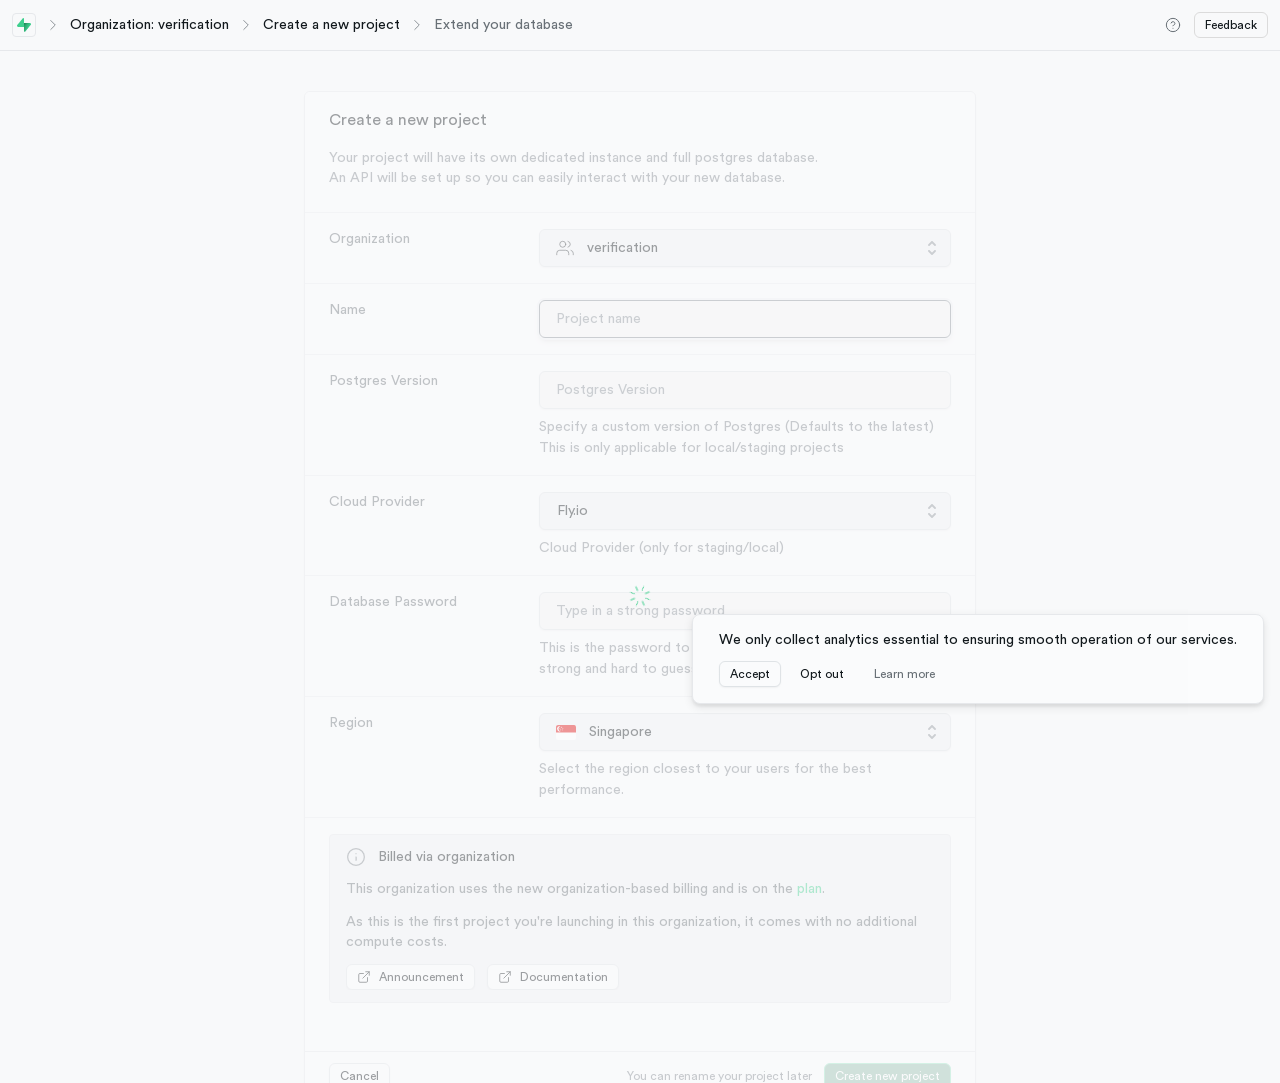 Organization: verification
Create a new project
Extend your database
Feedback
Create a new project
Your project will have its own dedicated instance and full postgres database.
An API will be set up so you can easily interact with your new database.
Organization
verification
Name
Project name
Postgres Version
Postgres Version
Specify a custom version of Postgres (Defaults to the latest)
This is only applicable for local/staging projects
Cloud Provider
Fly.io
Cloud Provider (only for staging/local)
Database Password
Type in a strong password
This is the password to
strong and hard to gues
We only collect analytics essential to ensuring smooth operation of our services.
Accept
Opt out
Learn more
Region
Singapore
Select the region closest to your users for the best
performance.
Billed via organization
This organization uses the new organization-based billing and is on the plan.
As this is the first project you're launching in this organization, it comes with no additional
compute costs.
Announcement
Documentation
Cancel
You can rename your project later
Create new project